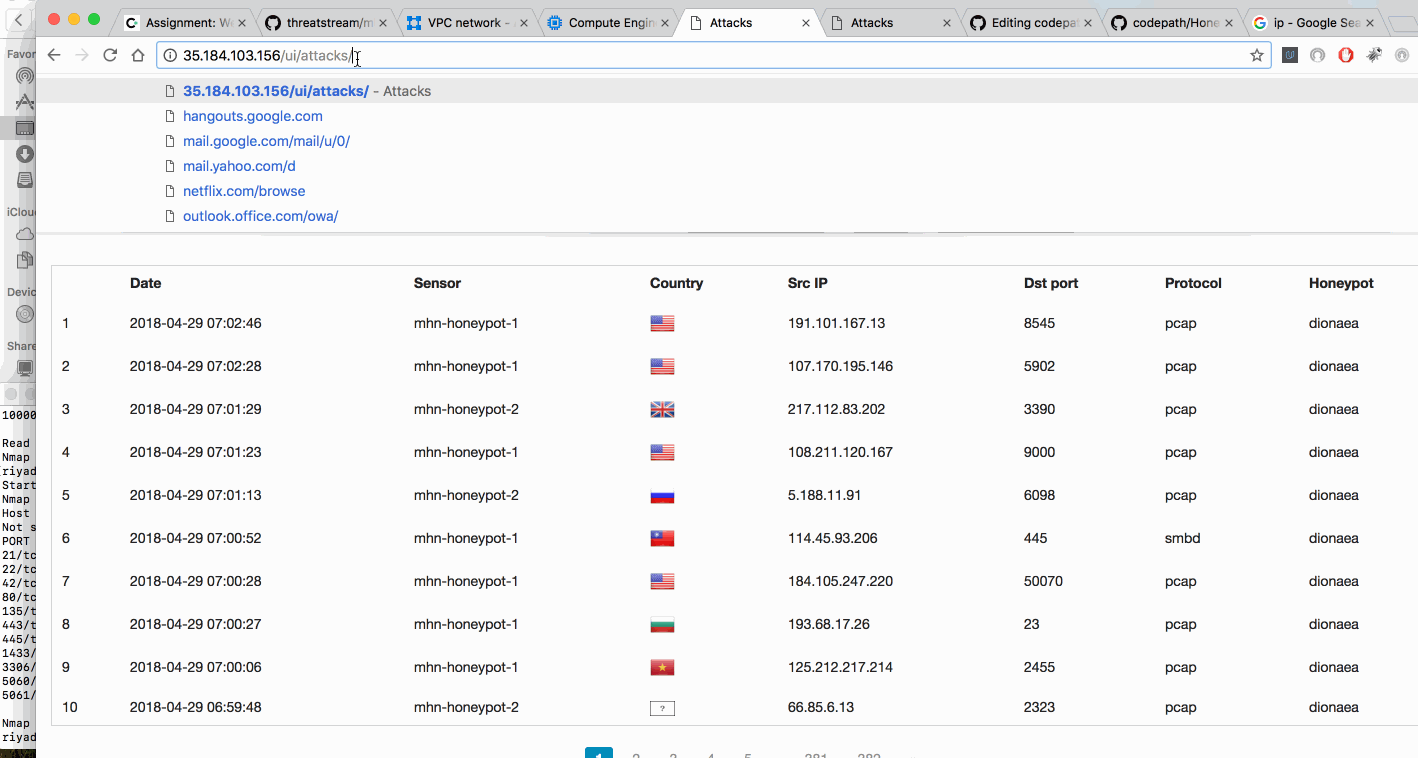 Assignment: We
threatstream/m
VPC network -
Compute Engin
Attacks
Attacks
Editing codepat
codepath/Hone
ip - Google Sea
35.184.103.156/ui/attacks/
35.184.103.156/ui/attacks/ - Attacks
hangouts.google.com
mail.google.com/mail/u/0/
mail.yahoo.com/d
netflix.com/browse
outlook.office.com/owa/
Favor
iClou
Devic
Share
10000
Read
Nmap
riyad
Start
Nmap
Host
Not s
PORT
21/tc
22/tc
42/tc
80/tc
135/t
443/t
445/t
1433/
3306/
5060/
5061/
Nmap
riyad
Date Sensor Country Src IP Dst port Protocol Honeypot
1 2018-04-29 07:02:46 mhn-honeypot-1 191.101.167.13 8545 pcap dionaea
2 2018-04-29 07:02:28 mhn-honeypot-1 107.170.195.146 5902 pcap dionaea
3 2018-04-29 07:01:29 mhn-honeypot-2 217.112.83.202 3390 pcap dionaea
4 2018-04-29 07:01:23 mhn-honeypot-1 108.211.120.167 9000 pcap dionaea
5 2018-04-29 07:01:13 mhn-honeypot-2 5.188.11.91 6098 pcap dionaea
6 2018-04-29 07:00:52 mhn-honeypot-1 114.45.93.206 445 smbd dionaea
7 2018-04-29 07:00:28 mhn-honeypot-1 184.105.247.220 50070 pcap dionaea
8 2018-04-29 07:00:27 mhn-honeypot-1 193.68.17.26 23 pcap dionaea
9 2018-04-29 07:00:06 mhn-honeypot-1 125.212.217.214 2455 pcap dionaea
10 2018-04-29 06:59:48 mhn-honeypot-2 ? 66.85.6.13 2323 pcap dionaea